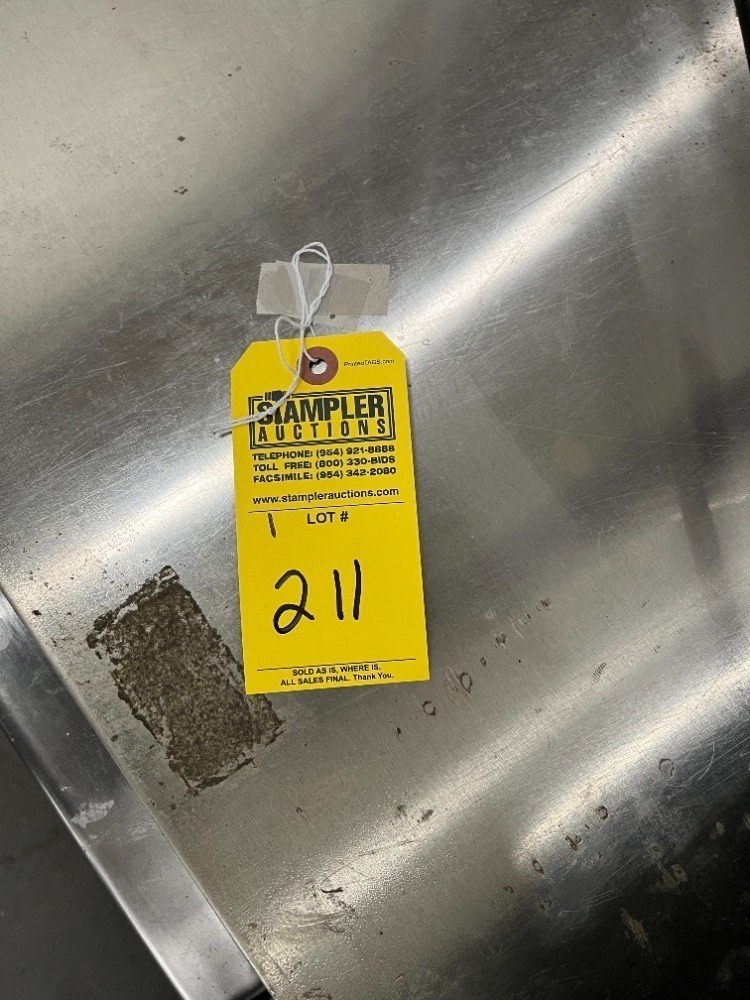 PrintedTAGS.com
STAMPLER
AUCTIONS
TELEPHONE: (954) 921-8888
TOLL FREE: (800) 330-BIDS
FACSIMILE: (954) 342-2080
www.stamplerauctions.com
1 LOT #
211
SOLD AS IS, WHERE IS.
ALL SALES FINAL. Thank You.